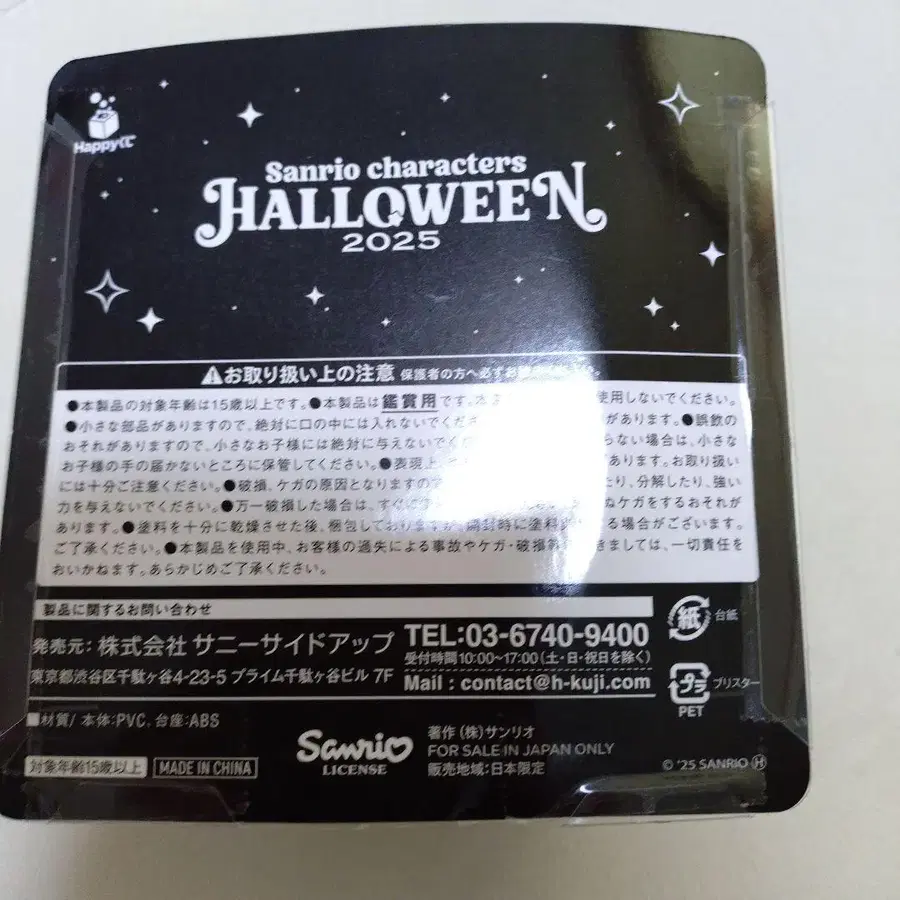 Happyくじ
Sanrio characters
HALLOWEEN
2025
お取り扱い上の注意 保護者の方へ必ずお
●本製品の対象年齢は15歳以上です。●本製品は鑑賞用です。 使用しないでください。
●小さな部品がありますので、絶対に口の中には入れないでくだ があります。●誤飲の
おそれがありますので、小さなお子様には絶対に与えないでく らない場合は、小さな
お子様の手の届かないところに保管してください。●表現上 あります。お取り扱い
には十分ご注意ください。●破損、ケガの原因となりますので たり、分解したり、強い
力を与えないでください。●万一破損した場合は、すぐに ぬケガをするおそれが
あります。●塗料を十分に乾燥させた後、梱包しておりますが、開封時に塗料 る場合がございます。
ご了承ください。●本製品を使用中、お客様の過失による事故やケガ・破損 きましては、一切責任を
おいかねます。あらかじめご了承ください。
製品に関するお問い合わせ
発売元: 株式会社 サニーサイドアップ
東京都渋谷区千駄ヶ谷4-23-5 プライム千駄ヶ谷ビル 7F
TEL:03-6740-9400
受付時間10:00~17:00(土・日・祝日を除く)
Mail : contact@h-kuji.com
紙 台紙
プラ ブリスター
PET
■材質/ 本体:PVC、台座:ABS
対象年齢15歳以上 MADE IN CHINA
Sanrio
LICENSE
著作 (株)サンリオ
FOR SALE IN JAPAN ONLY
販売地域:日本限定
© '25 SANRIO Ⓗ